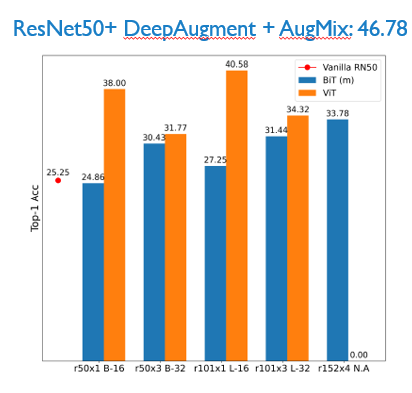 ResNet50+ DeepAugment + AugMix: 46.78
Vanilla RN50
BiT (m)
ViT
Top-1 Acc
25.25
24.86
38.00
30.43
31.77
27.25
40.58
31.44
34.32
33.78
0.00
r50x1 B-16
r50x3 B-32
r101x1 L-16
r101x3 L-32
r152x4 N.A